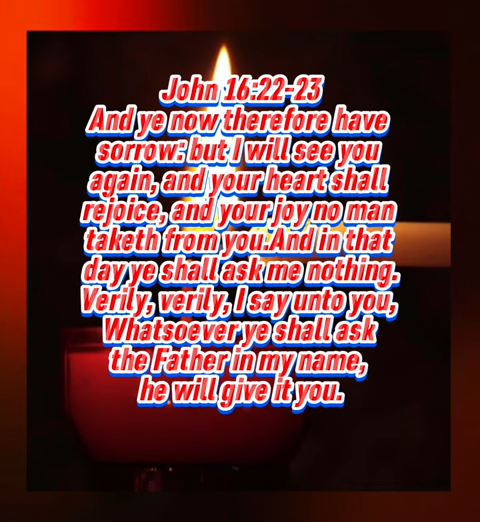 John 16:22-23
And ye now therefore have
sorrow: but I will see you
again, and your heart shall
rejoice, and your joy no man
taketh from you.And in that
day ye shall ask me nothing.
Verily, verily, I say unto you,
Whatsoever ye shall ask
the Father in my name,
he will give it you.